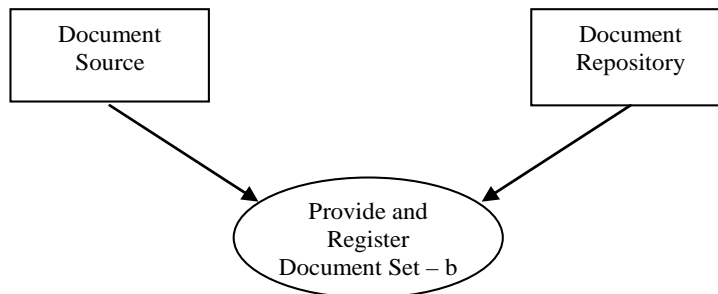 Document
Source
Document
Repository
Provide and
Register
Document Set – b